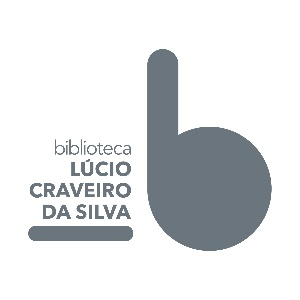 biblioteca
LÚCIO
CRAVEIRO
DA SILVA
b